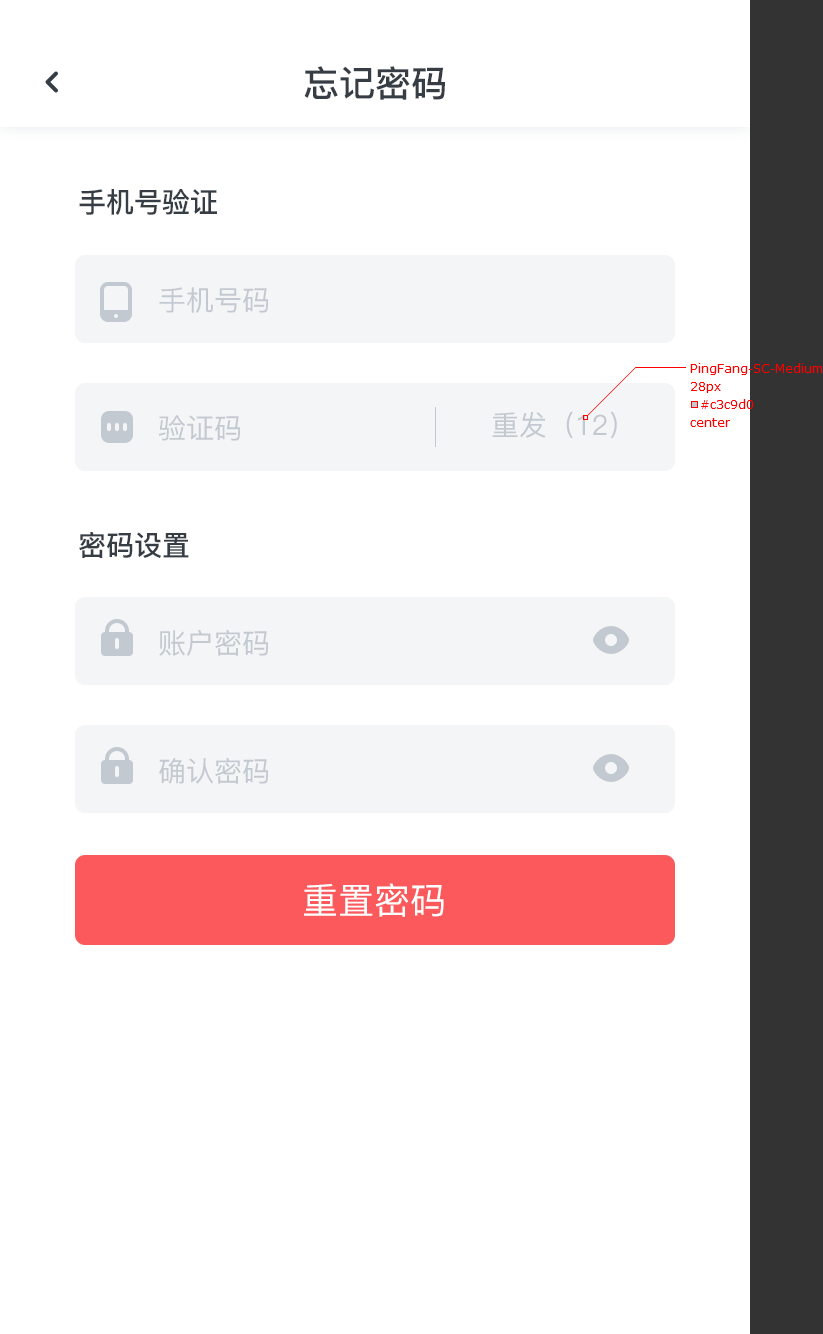 忘记密码
手机号验证
手机号码
PingFang-SC-Medium
28px
#c3c9d0
center
验证码
重发（12）
密码设置
账户密码
确认密码
重置密码